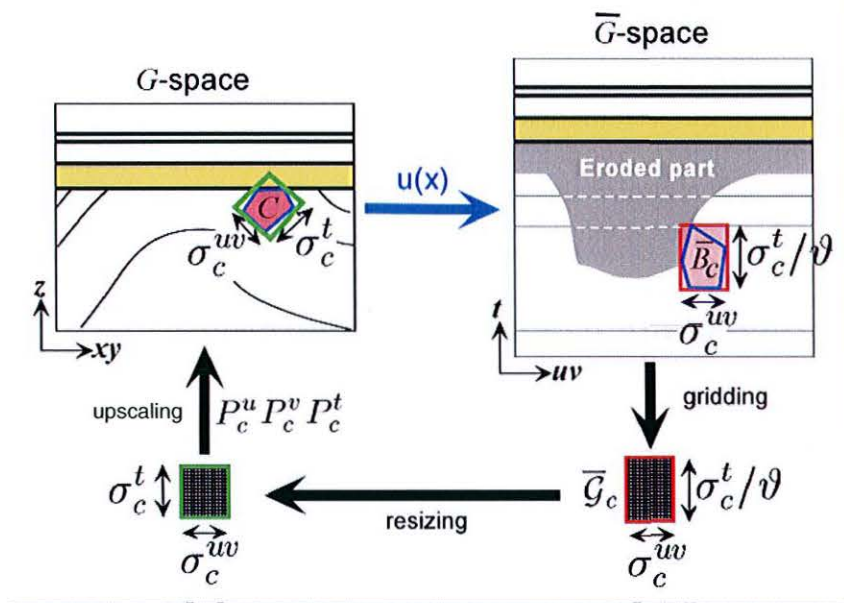 G̅-space
G-space
Eroded part
u(x)
C
σ_c^{uv}
σ_c^t
B̅_c
σ_c^t/ϑ
σ_c^{uv}
z
xy
t
uv
upscaling
P_c^u P_c^v P_c^t
gridding
σ_c^t
σ_c^{uv}
resizing
𝒢̅_c
σ_c^t/ϑ
σ_c^{uv}